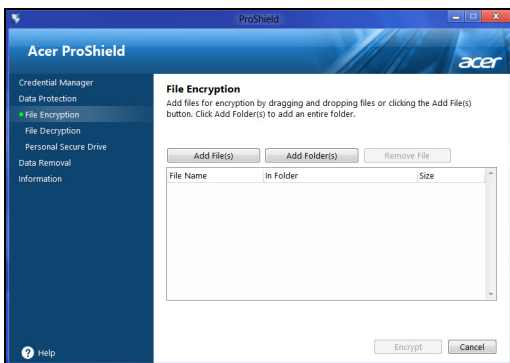 ProShield
Acer ProShield
acer
Credential Manager
Data Protection
File Encryption
File Decryption
Personal Secure Drive
Data Removal
Information
Help
File Encryption
Add files for encryption by dragging and dropping files or clicking the Add File(s)
button. Click Add Folder(s) to add an entire folder.
Add File(s) Add Folder(s) Remove File
File Name In Folder Size
Encrypt Cancel